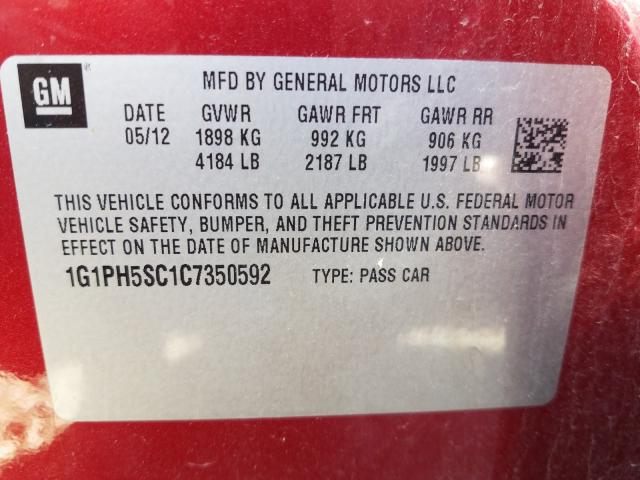 GM
MFD BY GENERAL MOTORS LLC
DATE GVWR GAWR FRT GAWR RR
05/12 1898 KG 992 KG 906 KG
4184 LB 2187 LB 1997 LB
THIS VEHICLE CONFORMS TO ALL APPLICABLE U.S. FEDERAL MOTOR
VEHICLE SAFETY, BUMPER, AND THEFT PREVENTION STANDARDS IN
EFFECT ON THE DATE OF MANUFACTURE SHOWN ABOVE.
1G1PH5SC1C7350592 TYPE: PASS CAR